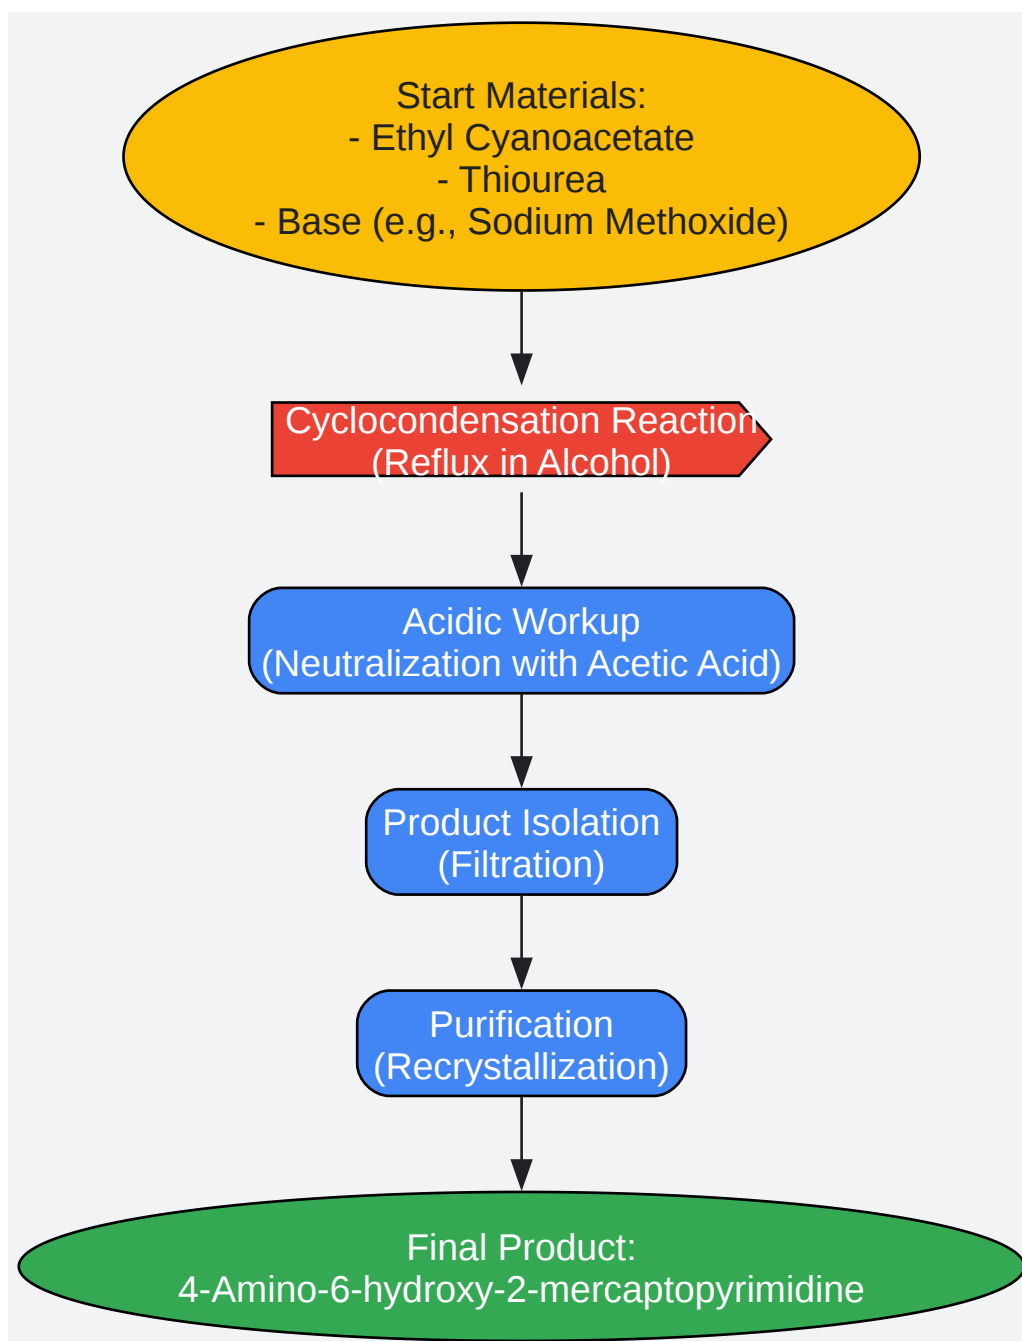 Start Materials:
- Ethyl Cyanoacetate
- Thiourea
- Base (e.g., Sodium Methoxide)
Cyclocondensation Reaction
(Reflux in Alcohol)
Acidic Workup
(Neutralization with Acetic Acid)
Product Isolation
(Filtration)
Purification
(Recrystallization)
Final Product:
4-Amino-6-hydroxy-2-mercaptopyrimidine